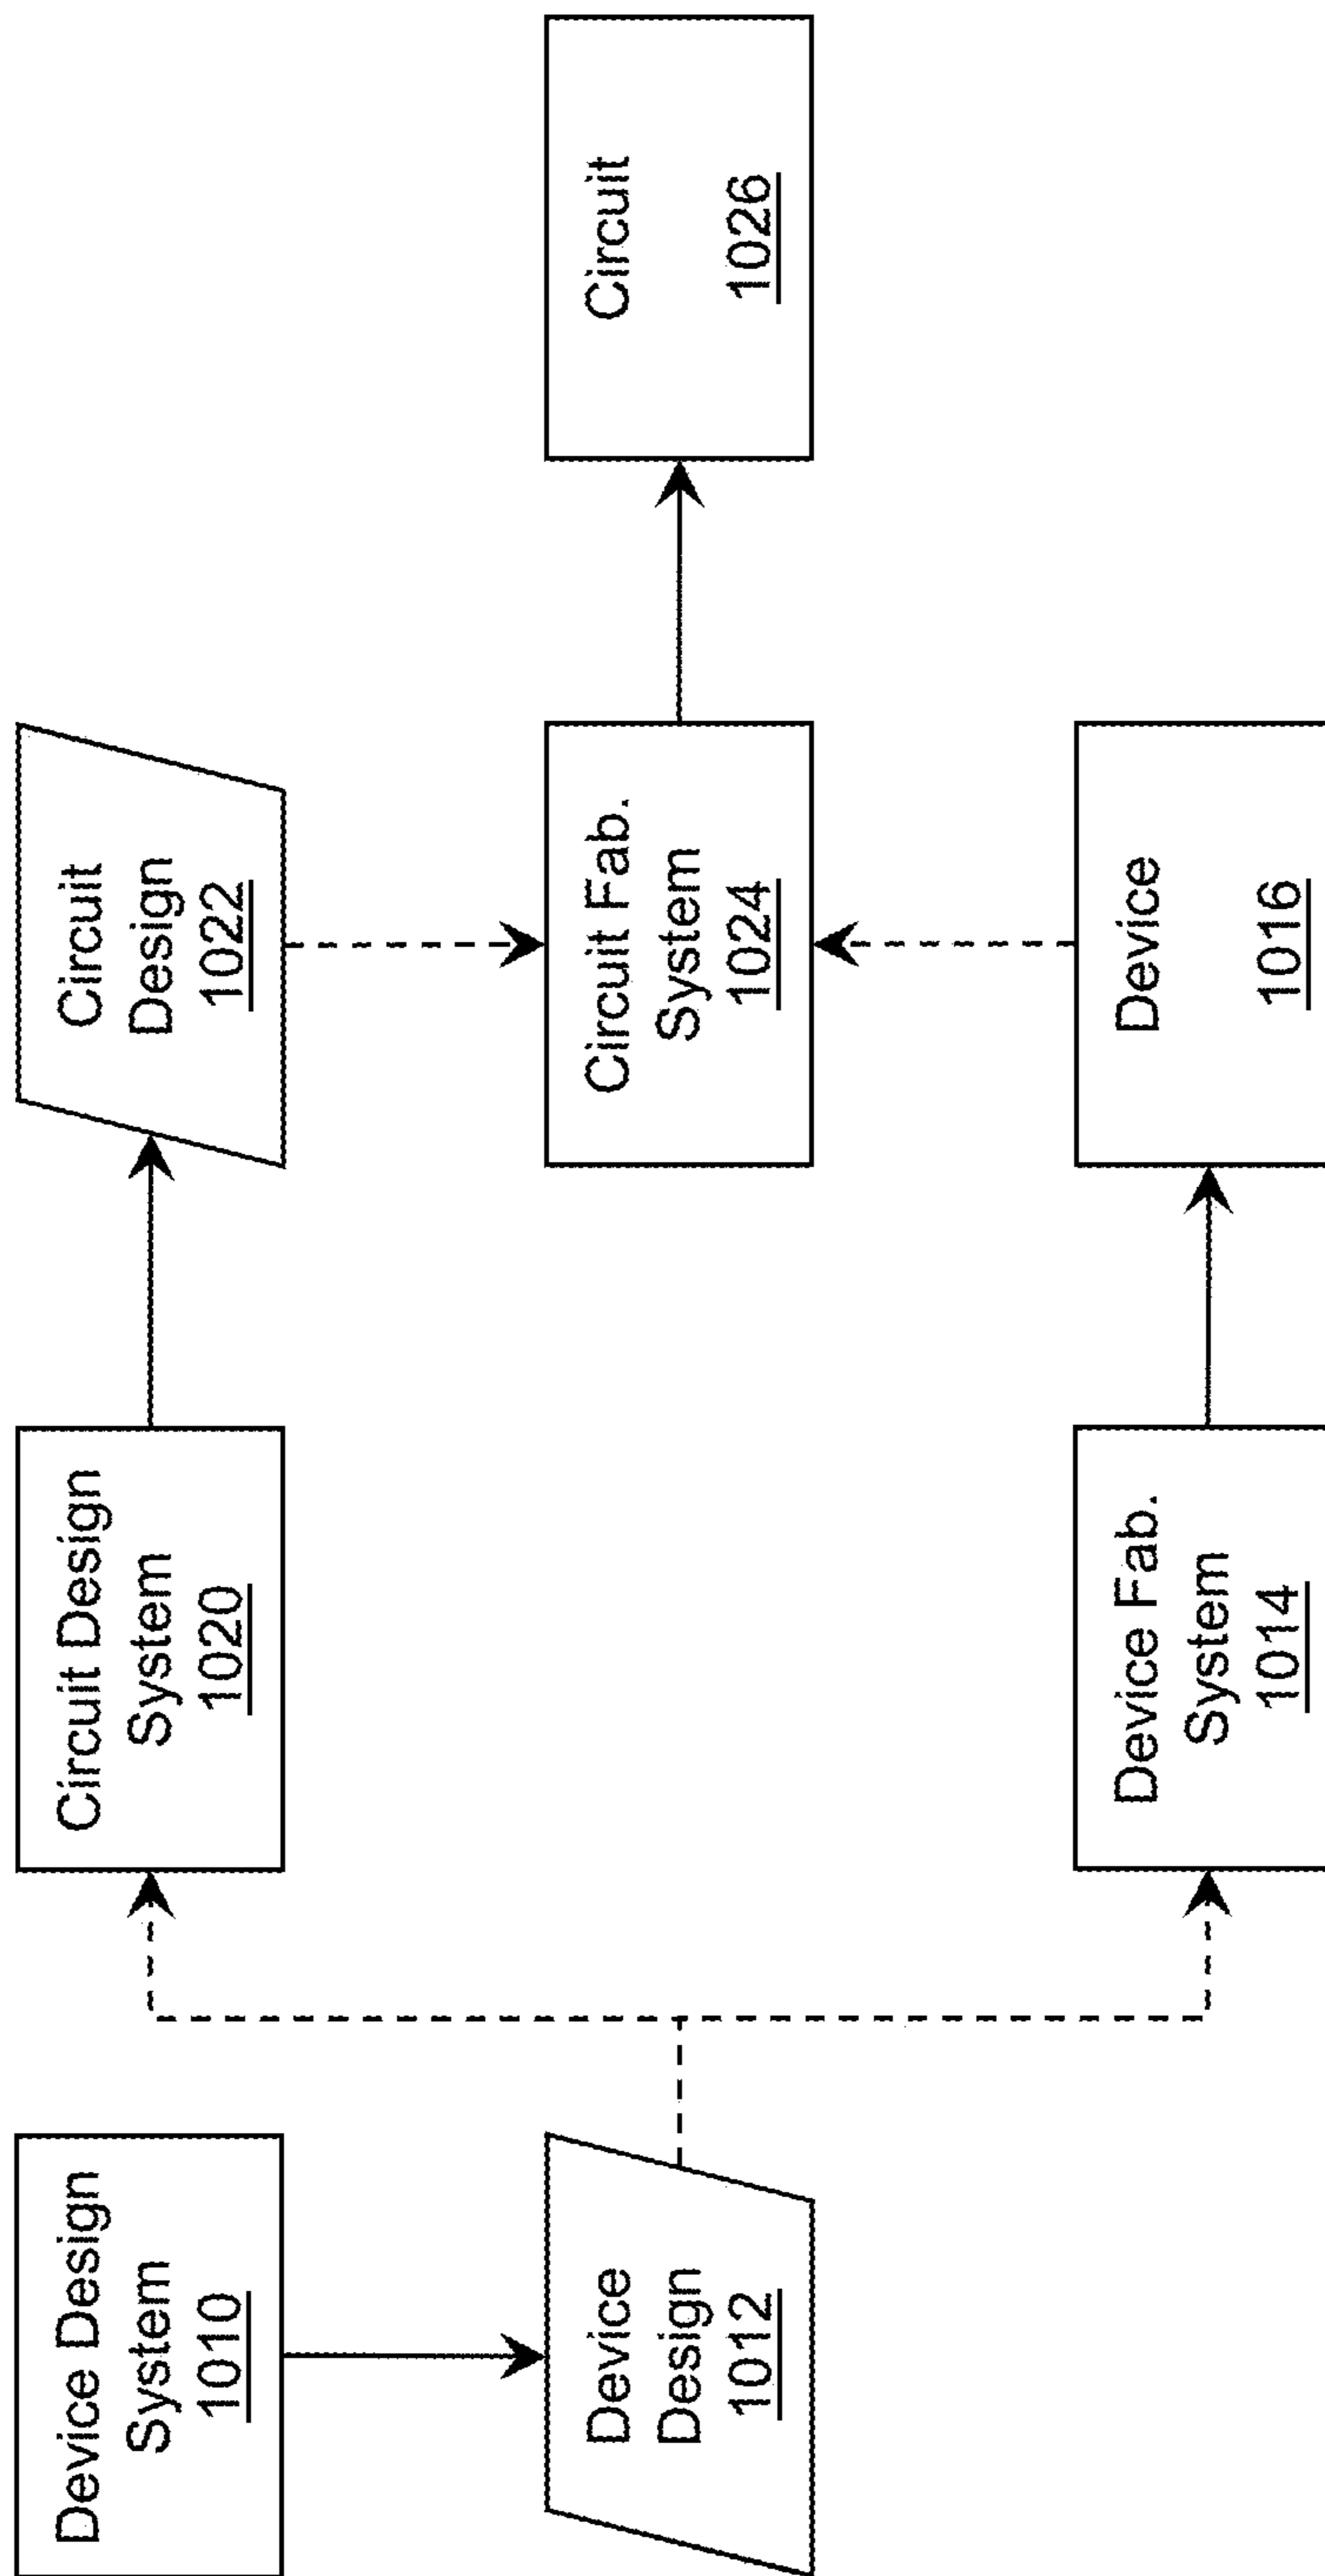 Device Design
System
1010
Device
Design
1012
Circuit Design
System
1020
Device Fab.
System
1014
Circuit
Design
1022
Circuit Fab.
System
1024
Device
1016
Circuit
1026